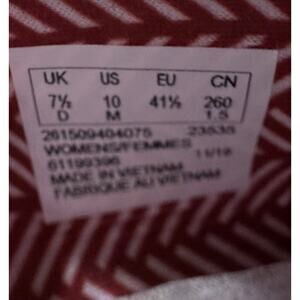 UK US EU CN
7½ 10 41½ 260
D M 1.5
261509404075 23535
WOMENS/FEMMES 11/19
61199396
MADE IN VIETNAM
FABRIQUE AU VIETNAM